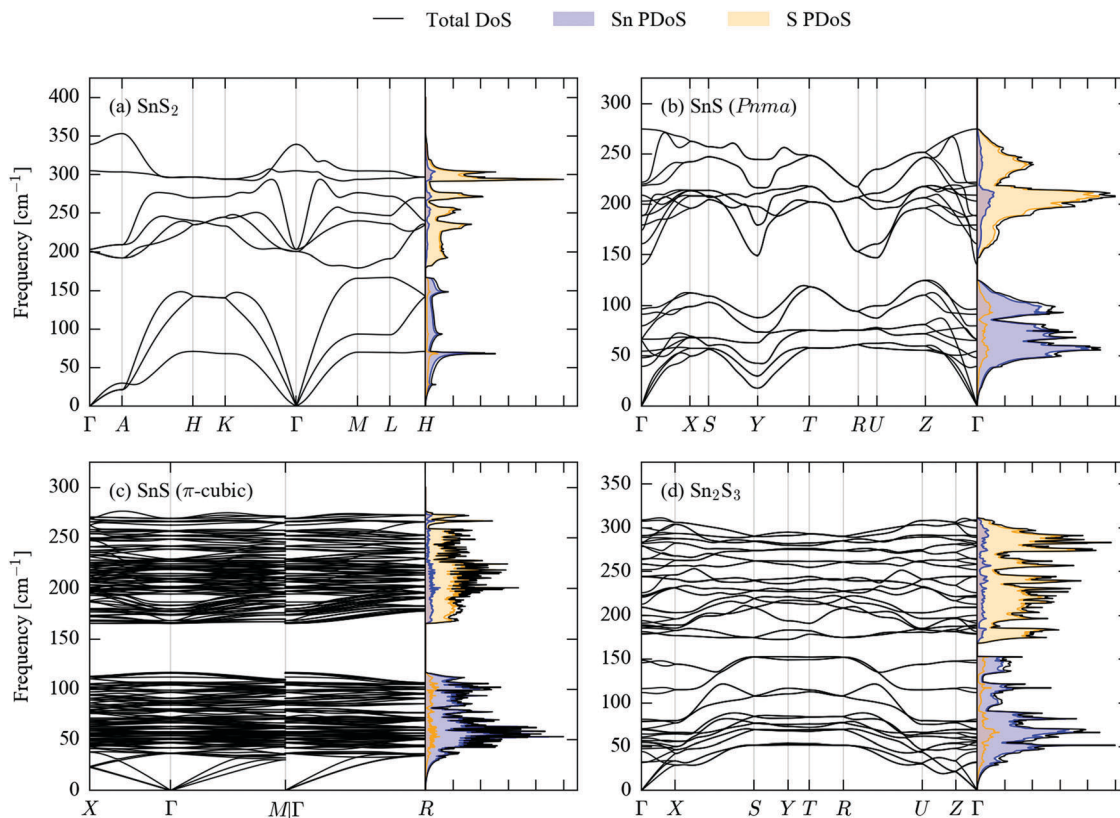 Total DoS Sn PDoS S PDoS
(a) SnS₂
Frequency [cm⁻¹]
400
350
300
250
200
150
100
50
0
Γ A H K Γ M L H
(b) SnS (Pnma)
300
250
200
150
100
50
0
Γ X S Y T R U Z Γ
(c) SnS (π-cubic)
Frequency [cm⁻¹]
300
250
200
150
100
50
0
X Γ M|Γ R
(d) Sn₂S₃
350
300
250
200
150
100
50
0
Γ X S Y T R U Z Γ